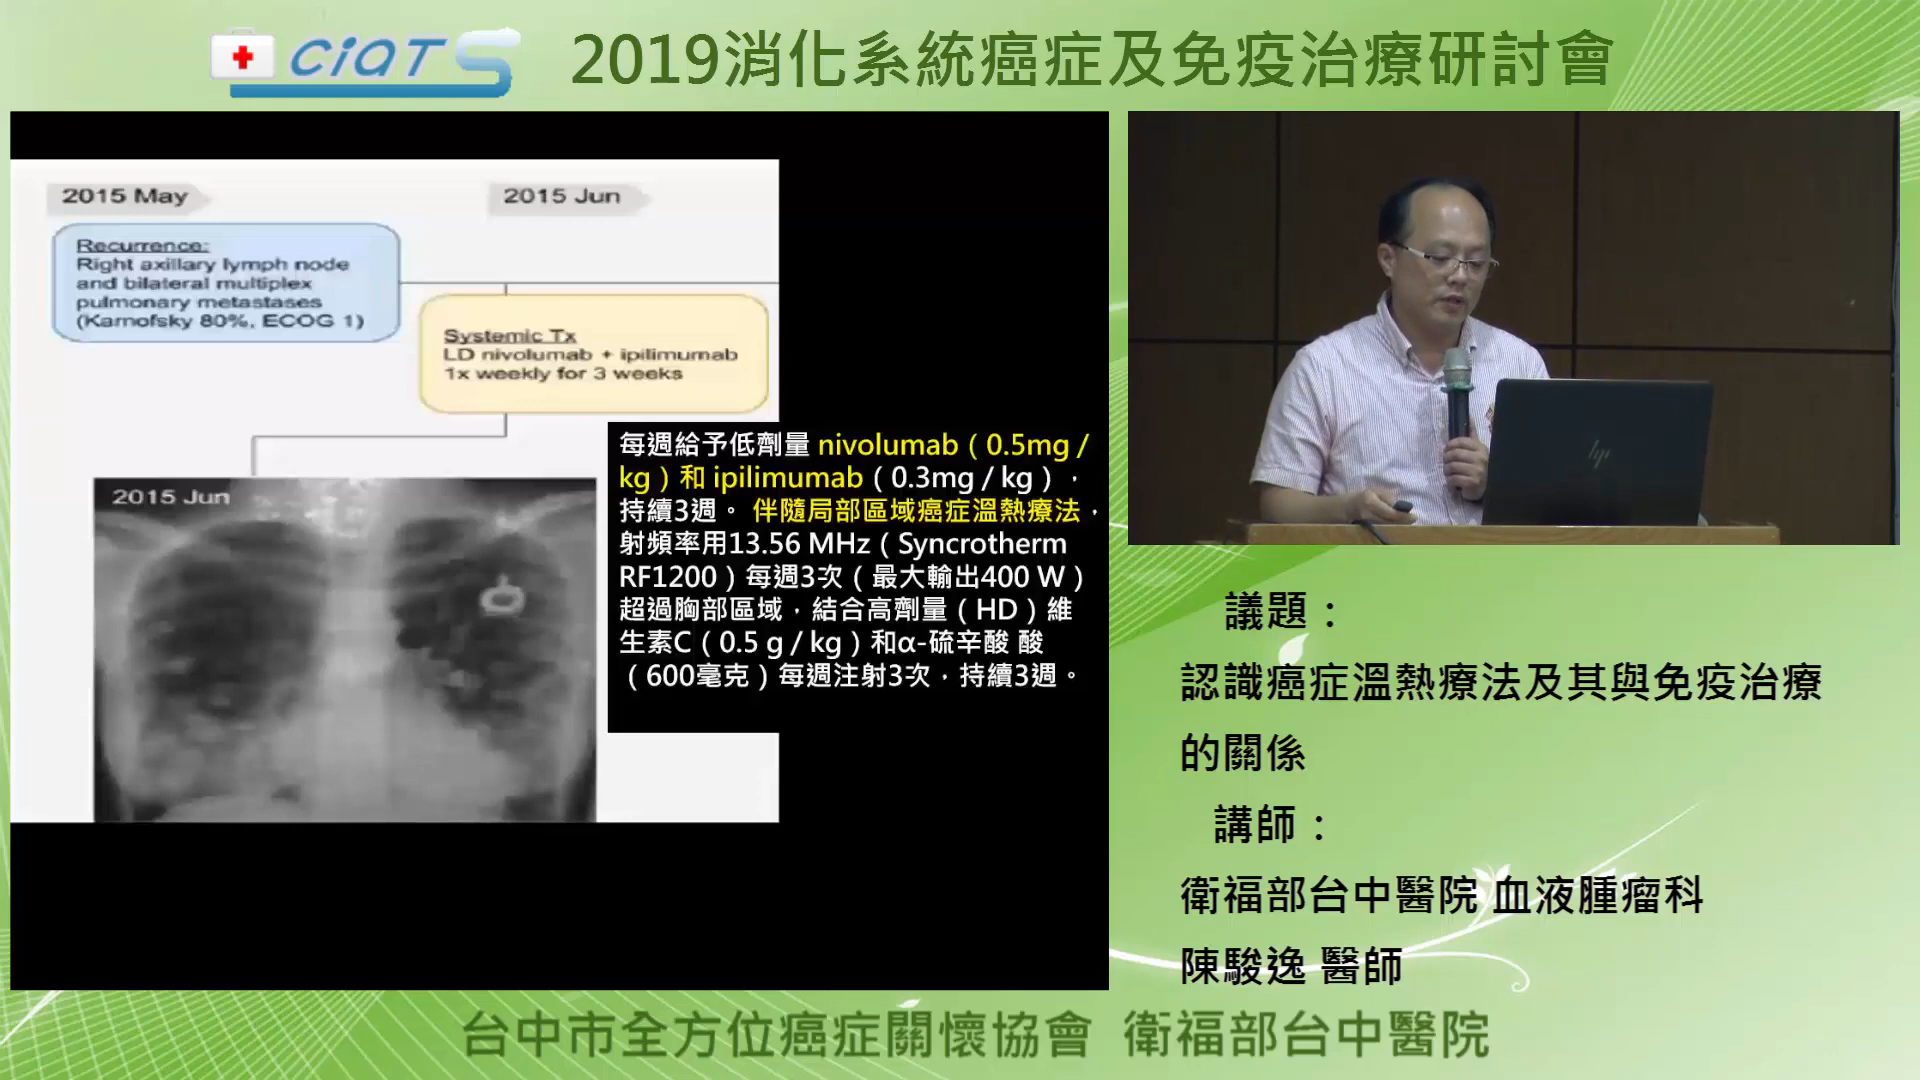 CiQTS
2019消化系統癌症及免疫治療研討會
2015 May
2015 Jun
Recurrence:
Right axillary lymph node
and bilateral multiplex
pulmonary metastases
(Karnofsky 80%, ECOG 1)
Systemic Tx
LD nivolumab + ipilimumab
1x weekly for 3 weeks
2015 Jun
每週給予低劑量 nivolumab（0.5mg /
kg）和 ipilimumab（0.3mg / kg），
持續3週。 伴隨局部區域癌症溫熱療法，
射頻率用13.56 MHz（Syncrotherm
RF1200）每週3次（最大輸出400 W）
超過胸部區域，結合高劑量（HD）維
生素C（0.5 g / kg）和α-硫辛酸 酸
（600毫克）每週注射3次，持續3週。
hp
議題：
認識癌症溫熱療法及其與免疫治療
的關係
講師：
衛福部台中醫院 血液腫瘤科
陳駿逸 醫師
台中市全方位癌症關懷協會 衛福部台中醫院